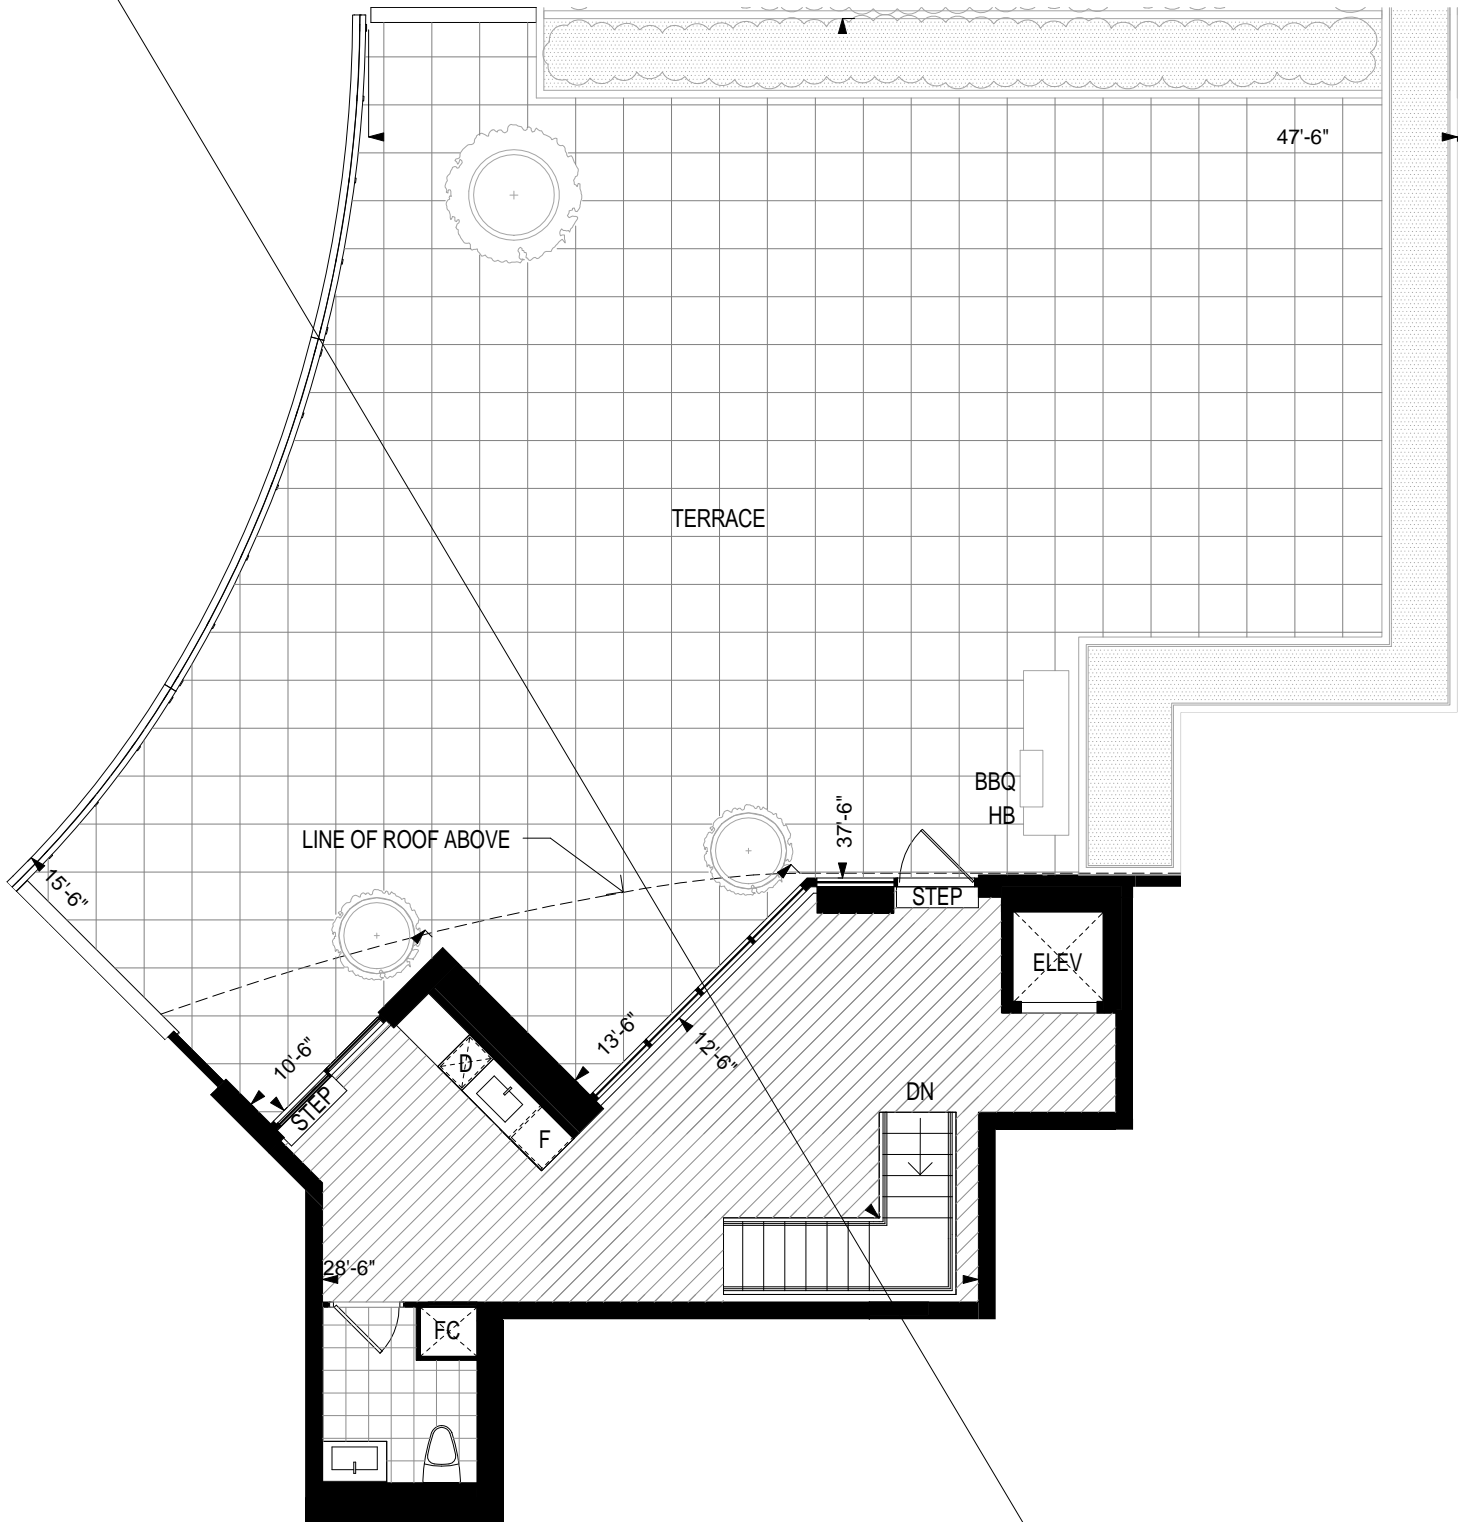 47'-6"
TERRACE
BBQ
HB
37'-6"
LINE OF ROOF ABOVE
15'-6"
STEP
ELEV
13'-6"
12'-6"
10'-6"
D
STEP
DN
F
28'-6"
FC